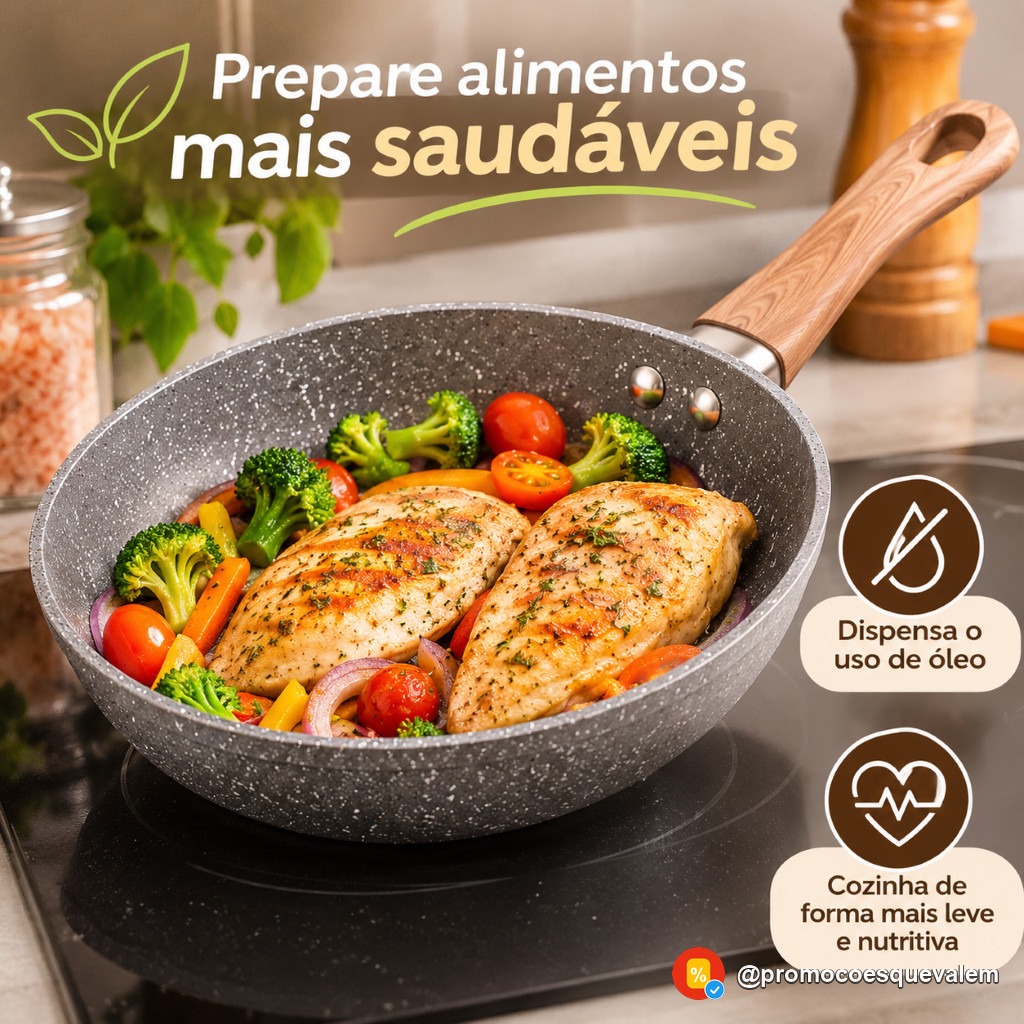 Prepare alimentos
mais saudáveis
Dispensa o
uso de óleo
Cozinha de
forma mais leve
e nutritiva
%
@promocoesquevalem